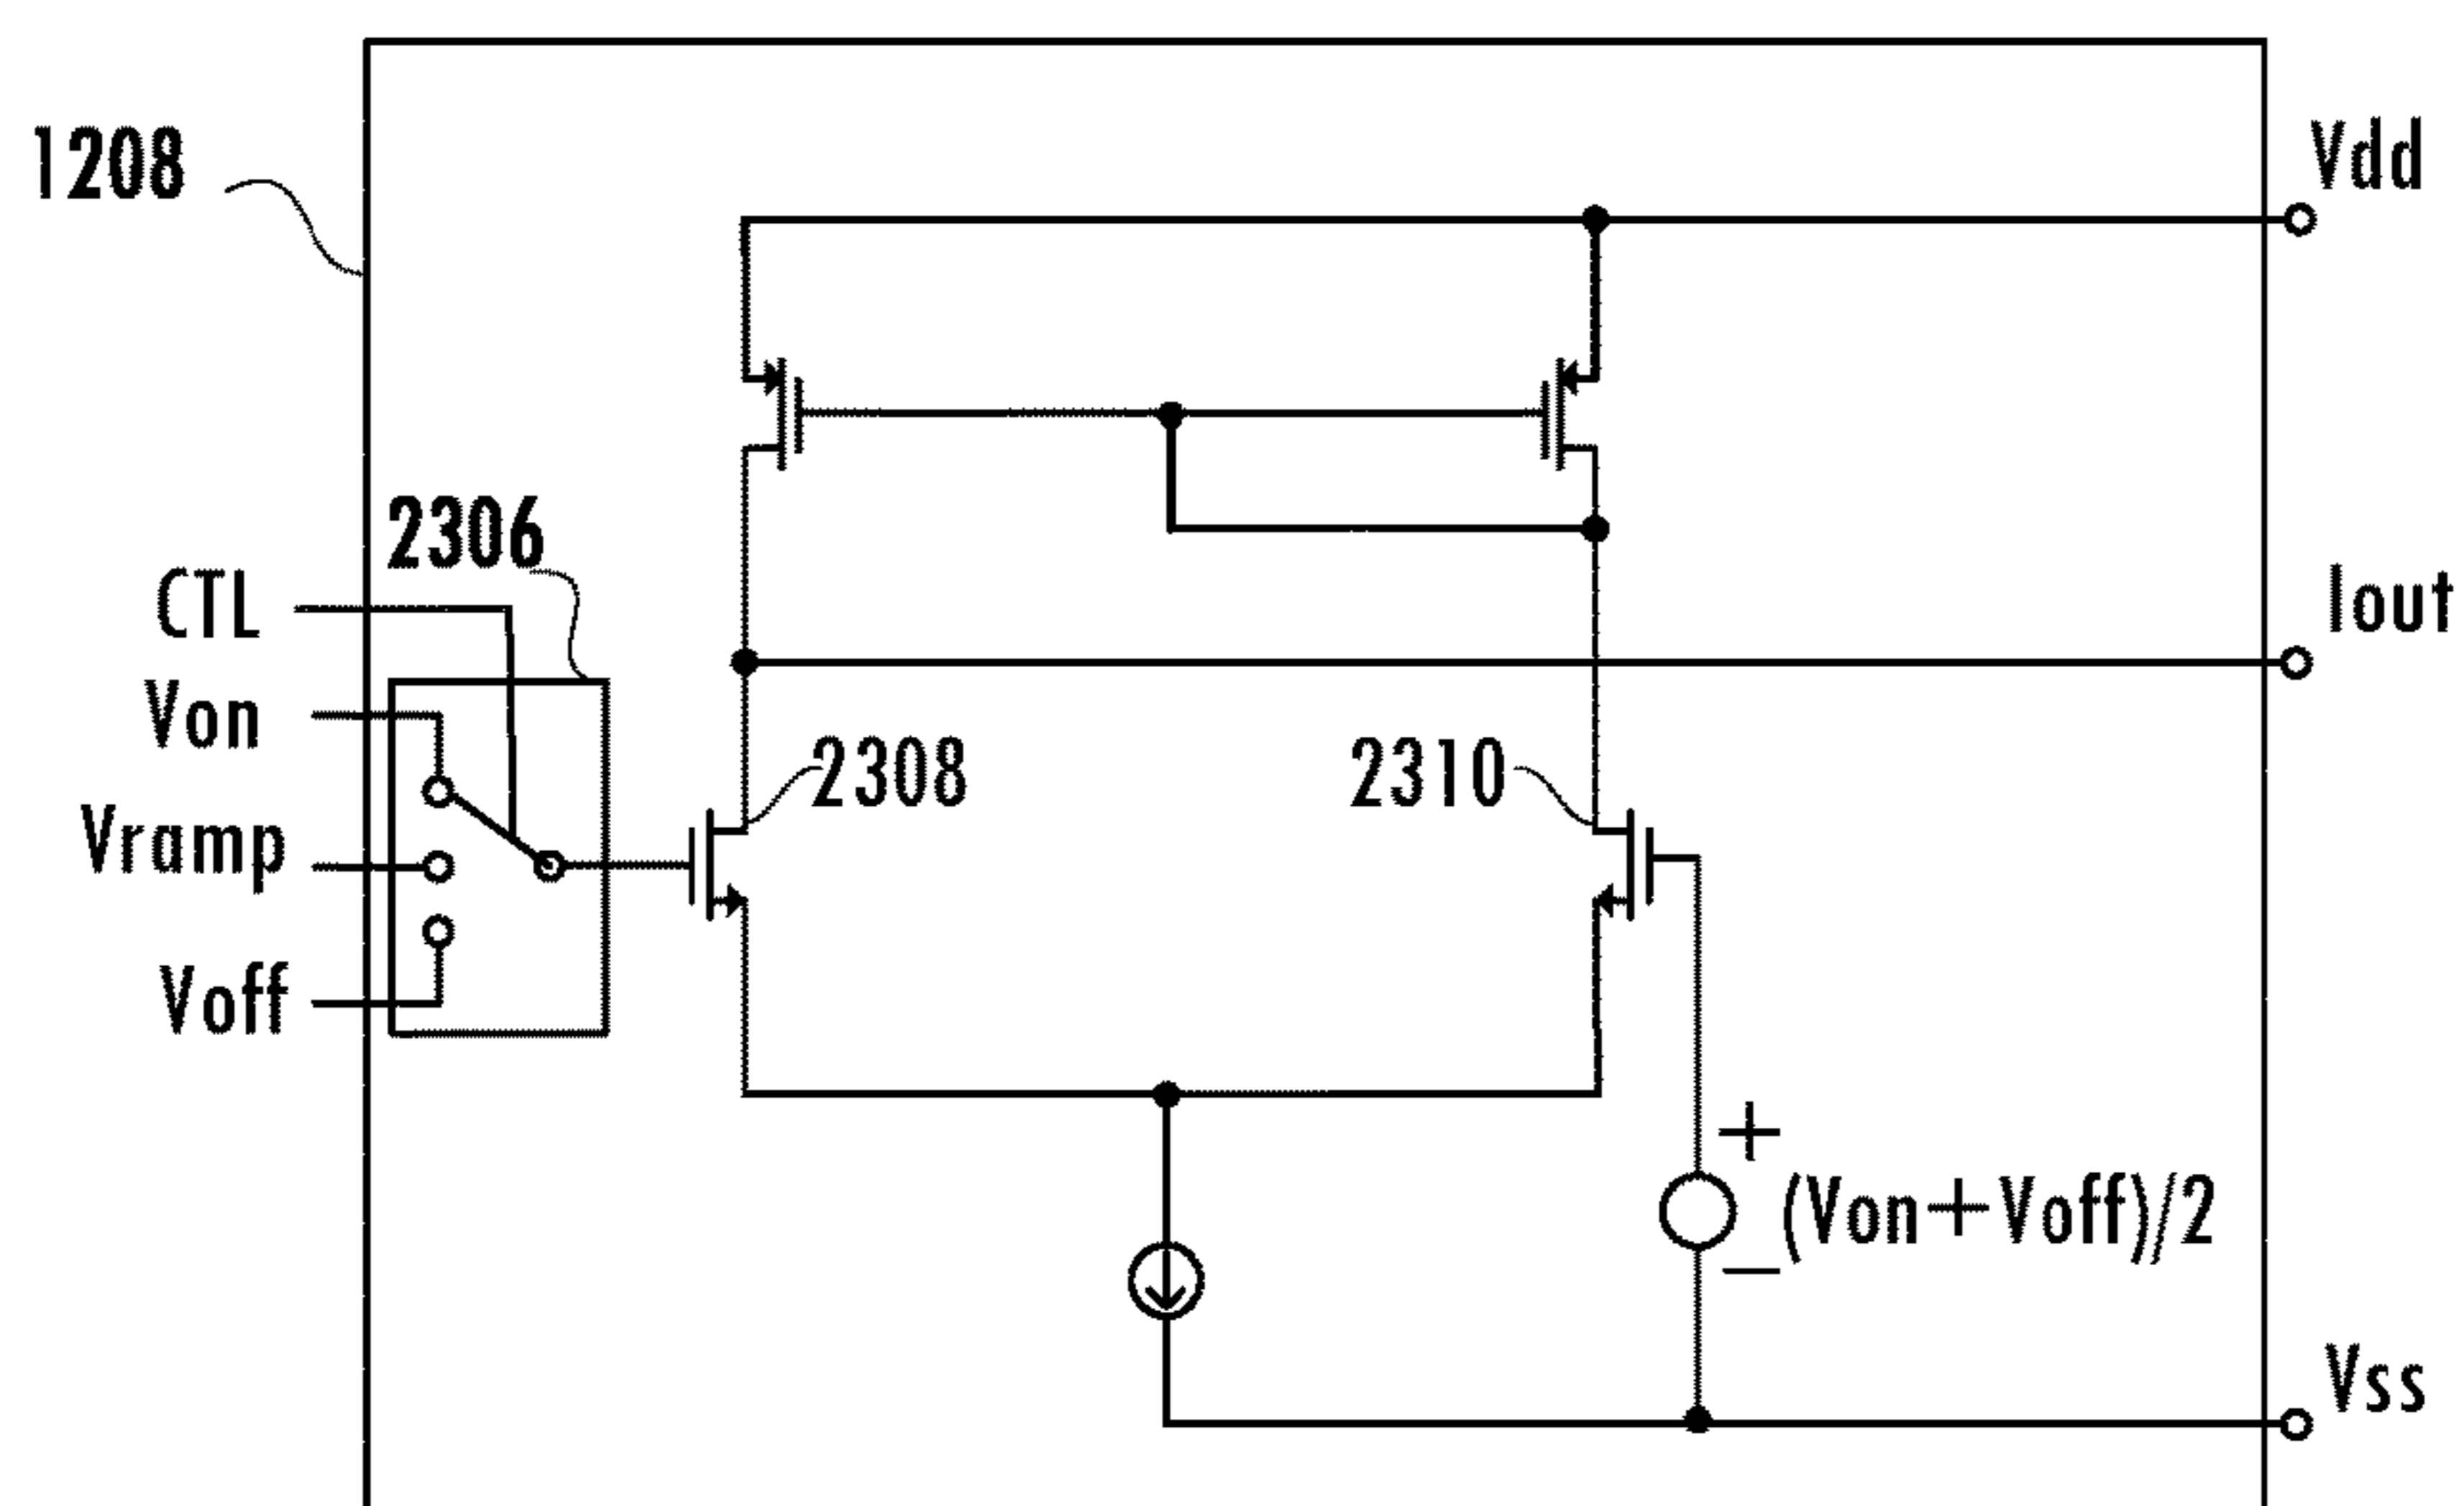 1208
Vdd
2306
CTL
Iout
Von
2308
2310
Vramp
Voff
+
(Von+Voff)/2
—
Vss